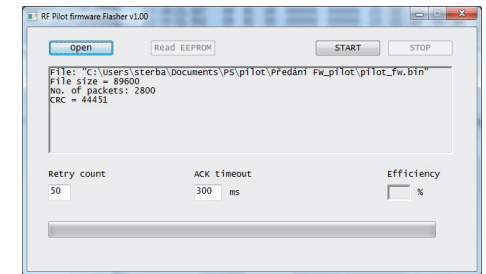 RF Pilot firmware Flasher v1.00
Open
Read EEPROM
START
STOP
File: "C:\Users\sterba\Documents\PS\pilot\Předání FW_pilot\pilot_fw.bin"
File size = 89600
No. of packets: 2800
CRC = 44451
Retry count
ACK timeout
Efficiency
50
300 ms
%